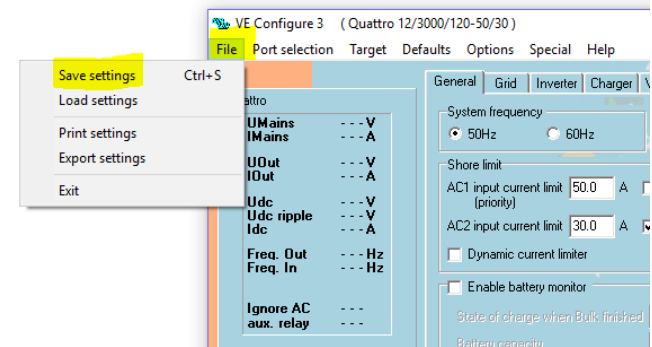 VE Configure 3 ( Quattro 12/3000/120-50/30 )
File Port selection Target Defaults Options Special Help
Save settings Ctrl+S
Load settings
Print settings
Export settings
Exit
attro
UMains ---V
IMains ---A
UOut ---V
IOut ---A
Udc ---V
Udc ripple ---V
Idc ---A
Freq. Out ---Hz
Freq. In ---Hz
Ignore AC ---
aux. relay ---
General Grid Inverter Charger V
System frequency
50Hz 60Hz
Shore limit
AC1 input current limit 50.0 A
(priority)
AC2 input current limit 30.0 A
Dynamic current limiter
Enable battery monitor
State of charge when Bulk finished
Battery capacity